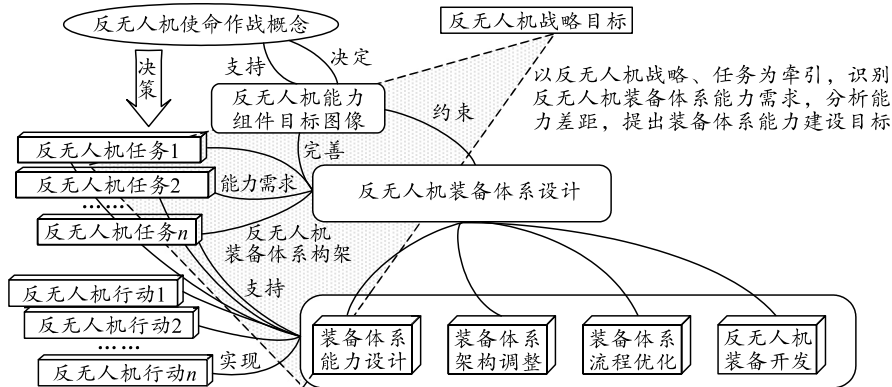 反无人机使命作战概念
反无人机战略目标
支持
决定
决策
以反无人机战略、任务为牵引，识别
反无人机装备体系能力需求，分析能
力差距，提出装备体系能力建设目标
反无人机能力
组件目标图像
约束
完善
反无人机任务1
反无人机任务2
……
反无人机任务n
能力需求
反无人机装备体系设计
反无人机
装备体系构架
支持
反无人机行动1
反无人机行动2
……
反无人机行动n
实现
装备体系
能力设计
装备体系
架构调整
装备体系
流程优化
反无人机
装备开发